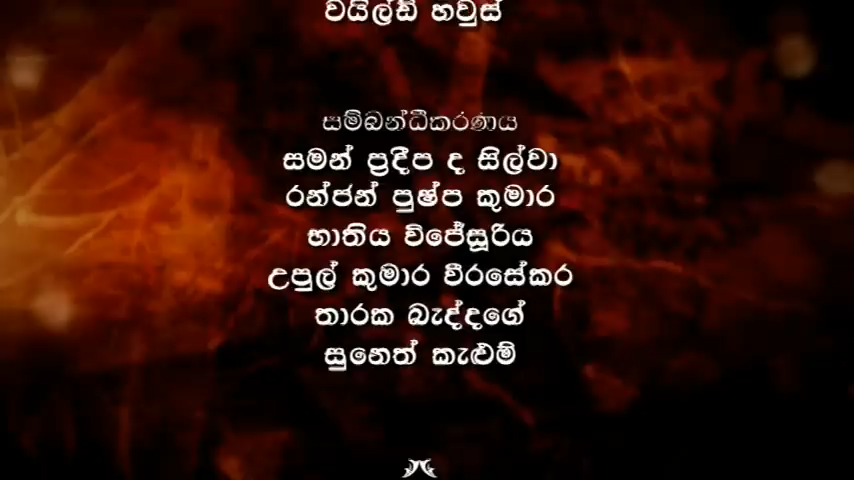 වයිල්ඩ් හවුස්
සම්බන්ධීකරණය
සමන් ප්‍රදීප ද සිල්වා
රන්ජන් පුෂ්ප කුමාර
භාතිය විජේසූරිය
උපුල් කුමාර වීරසේකර
තාරක බැද්දගේ
සුනෙත් කැළුම්